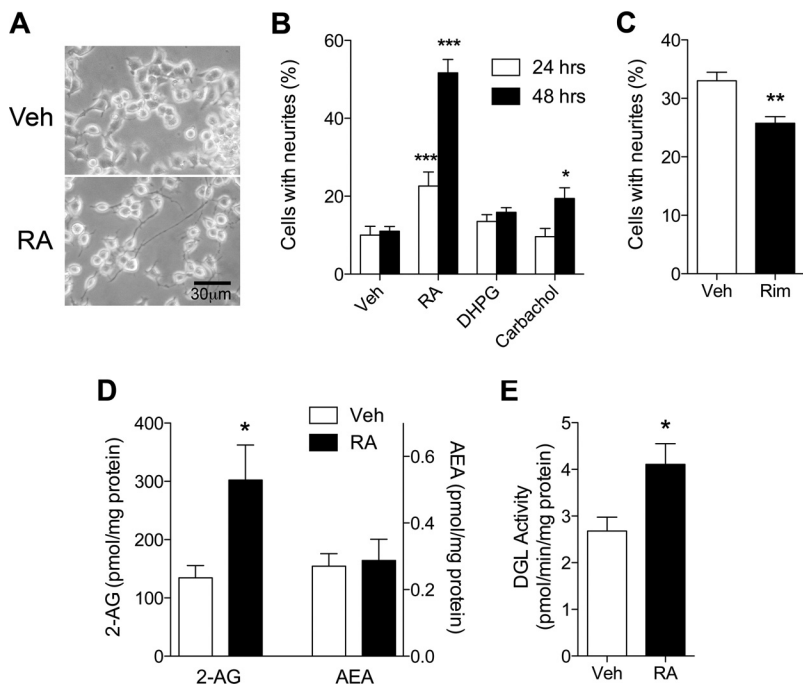 A
Veh
RA
30μm
B
Cells with neurites (%)
60
40
20
0
***
***
*
24 hrs
48 hrs
Veh
RA
DHPG
Carbachol
C
Cells with neurites (%)
40
30
20
10
0
**
Veh
Rim
D
2-AG (pmol/mg protein)
400
300
200
100
0
*
Veh
RA
0.6
0.4
0.2
0.0
AEA (pmol/mg protein)
2-AG
AEA
E
DGL Activity
(pmol/min/mg protein)
5
4
3
2
1
0
*
Veh
RA